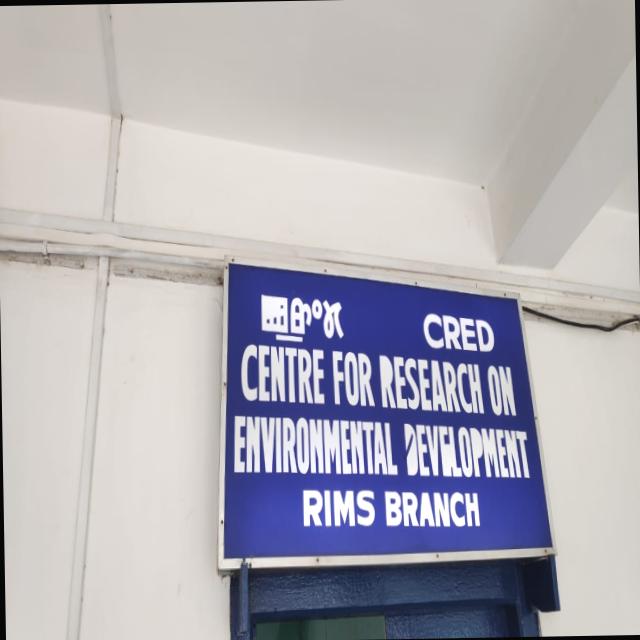 ꯀ꯭ꯔꯦꯗ CRED
CENTRE FOR RESEARCH ON
ENVIRONMENTAL DEVELOPMENT
RIMS BRANCH